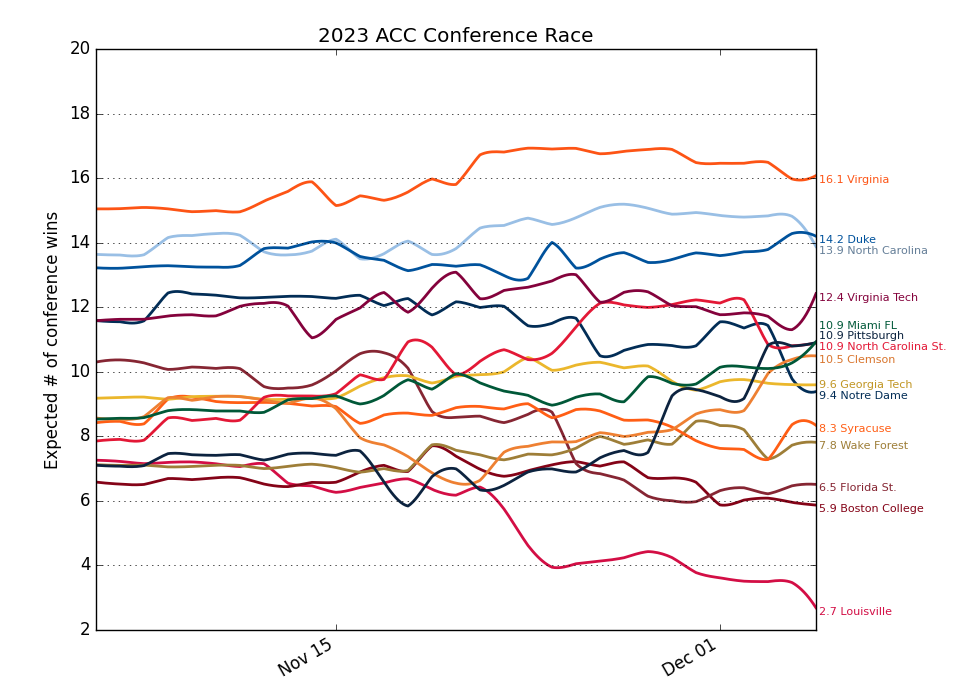 2023 ACC Conference Race
Expected # of conference wins
20
18
16
14
12
10
8
6
4
2
Nov 15
Dec 01
16.1 Virginia
14.2 Duke
13.9 North Carolina
12.4 Virginia Tech
10.9 Miami FL
10.9 Pittsburgh
10.9 North Carolina St.
10.5 Clemson
9.6 Georgia Tech
9.4 Notre Dame
8.3 Syracuse
7.8 Wake Forest
6.5 Florida St.
5.9 Boston College
2.7 Louisville